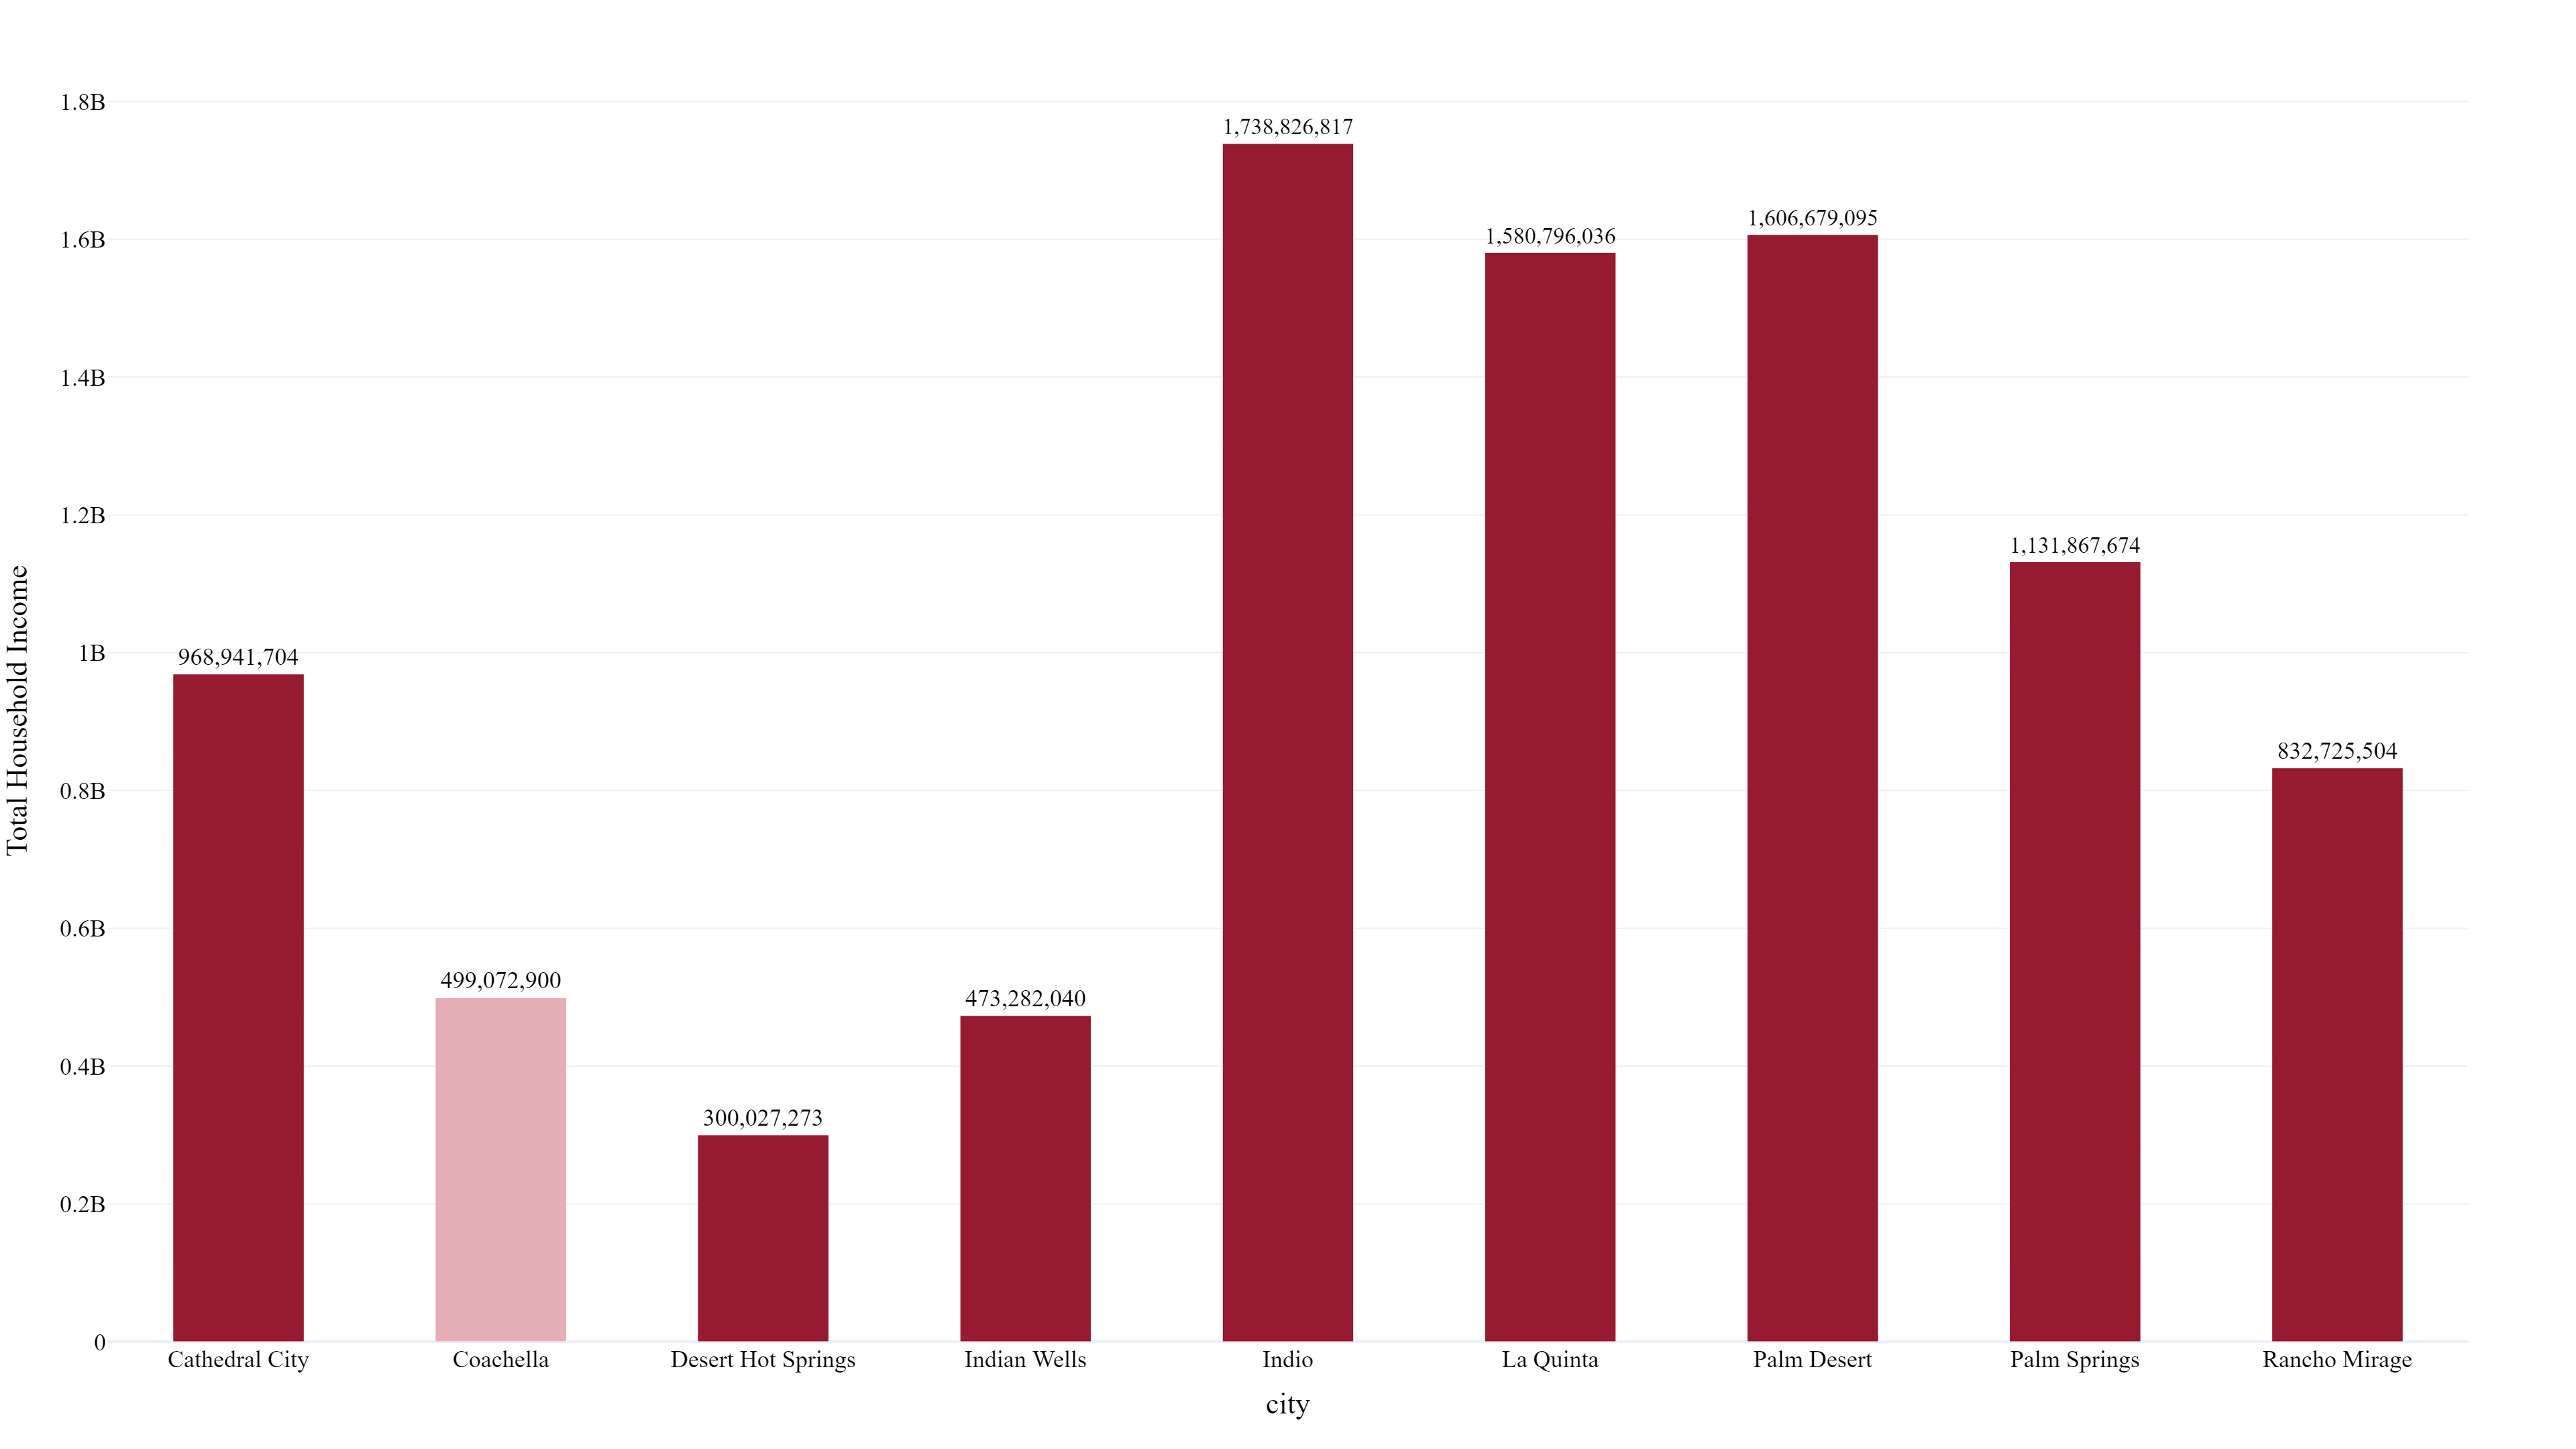 Total Household Income
1.8B
1.6B
1.4B
1.2B
1B
0.8B
0.6B
0.4B
0.2B
0
968,941,704
499,072,900
300,027,273
473,282,040
1,738,826,817
1,580,796,036
1,606,679,095
1,131,867,674
832,725,504
Cathedral City
Coachella
Desert Hot Springs
Indian Wells
Indio
La Quinta
Palm Desert
Palm Springs
Rancho Mirage
city